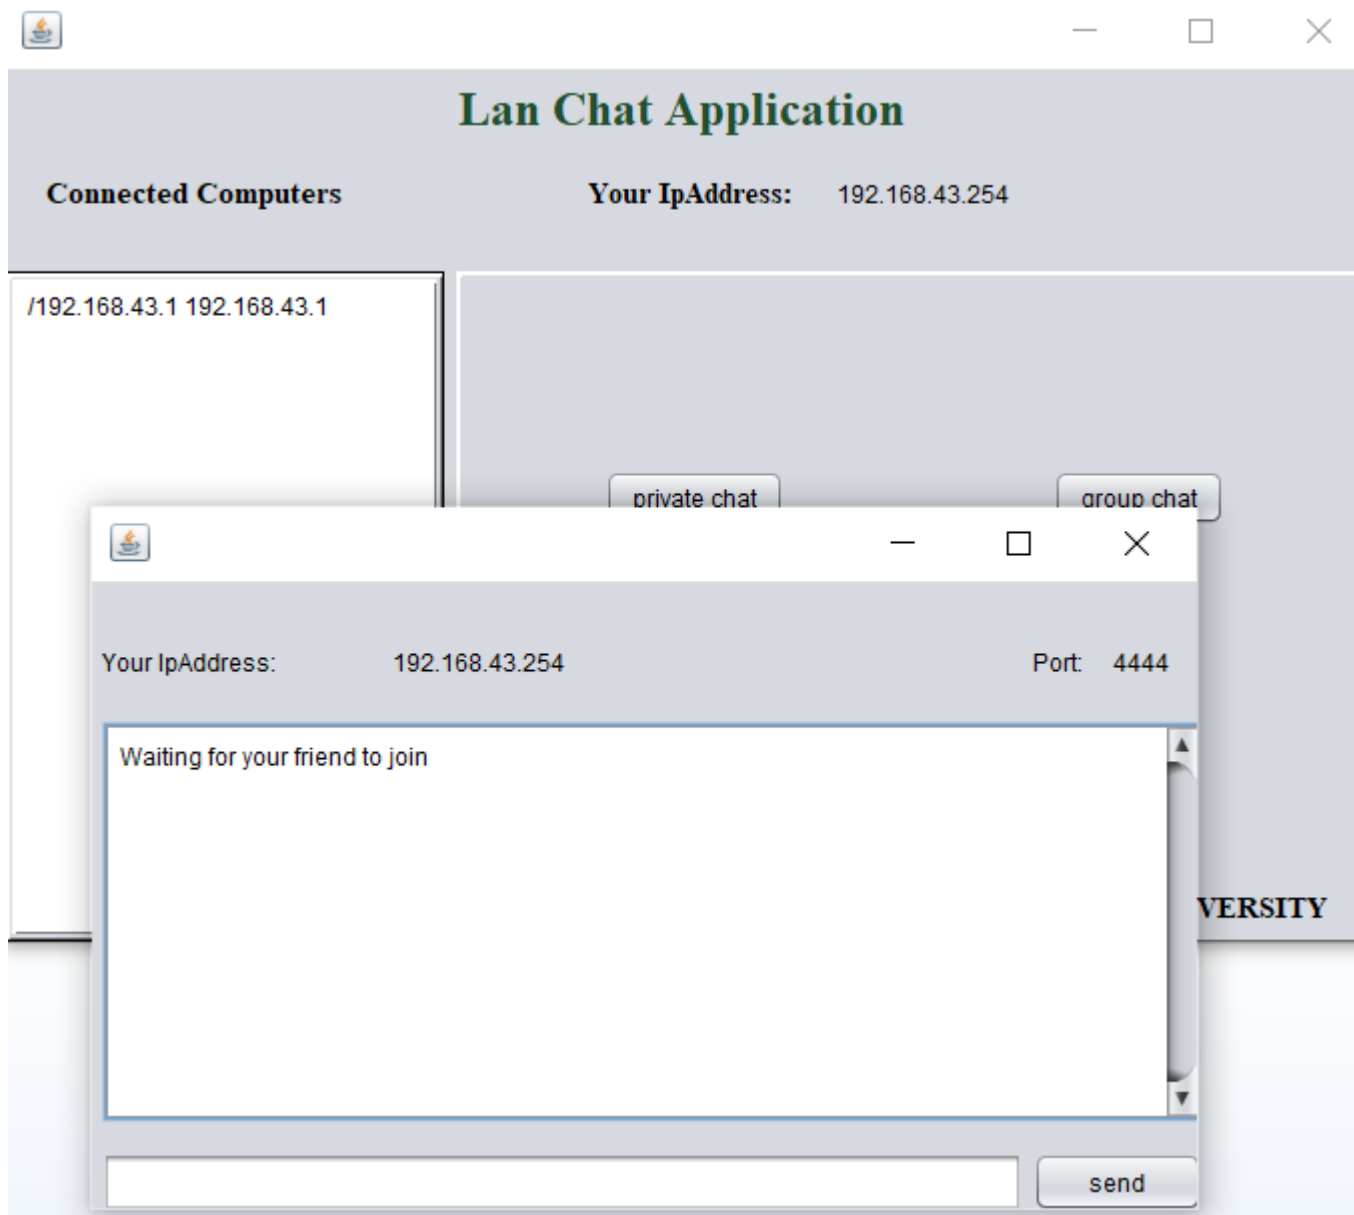 Lan Chat Application
Connected Computers
Your IpAddress: 192.168.43.254
/192.168.43.1 192.168.43.1
private chat
group chat
Your IpAddress: 192.168.43.254 Port: 4444
Waiting for your friend to join
VERSITY
send